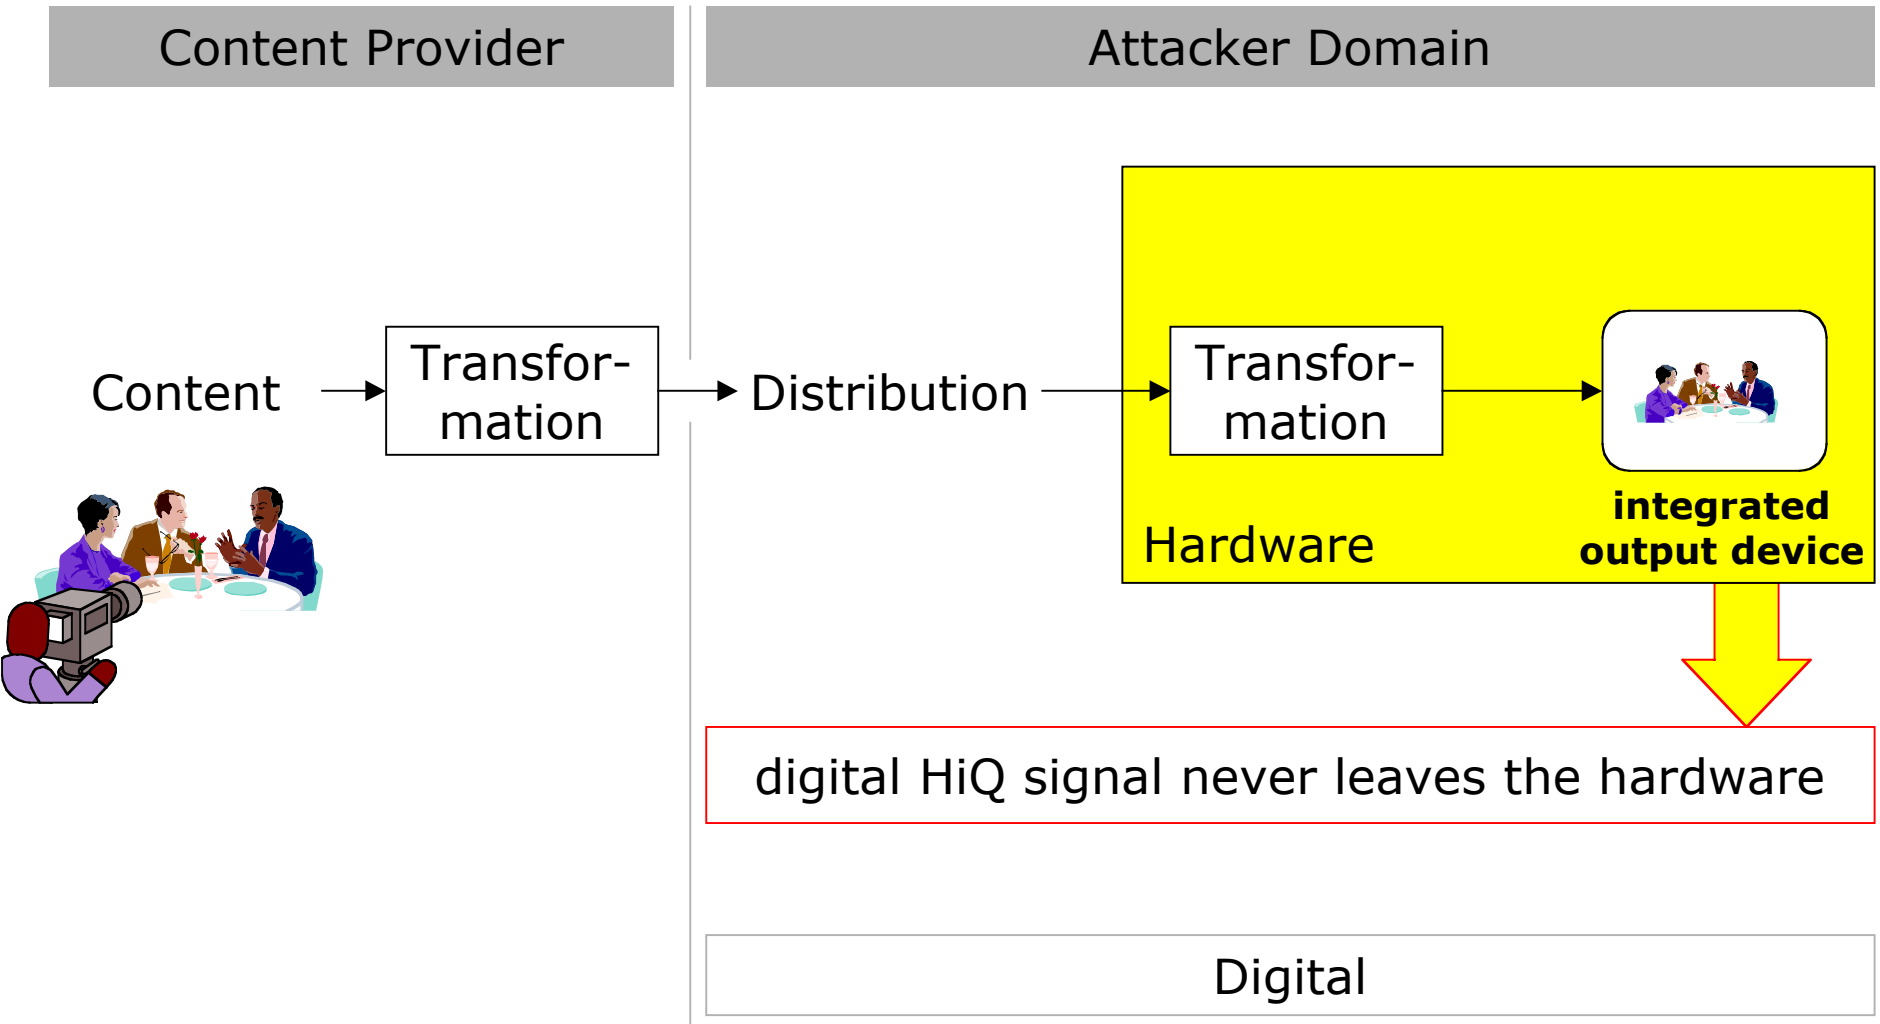 Content Provider
Attacker Domain
Content
Transfor-
mation
Distribution
Transfor-
mation
integrated
output device
Hardware
digital HiQ signal never leaves the hardware
Digital